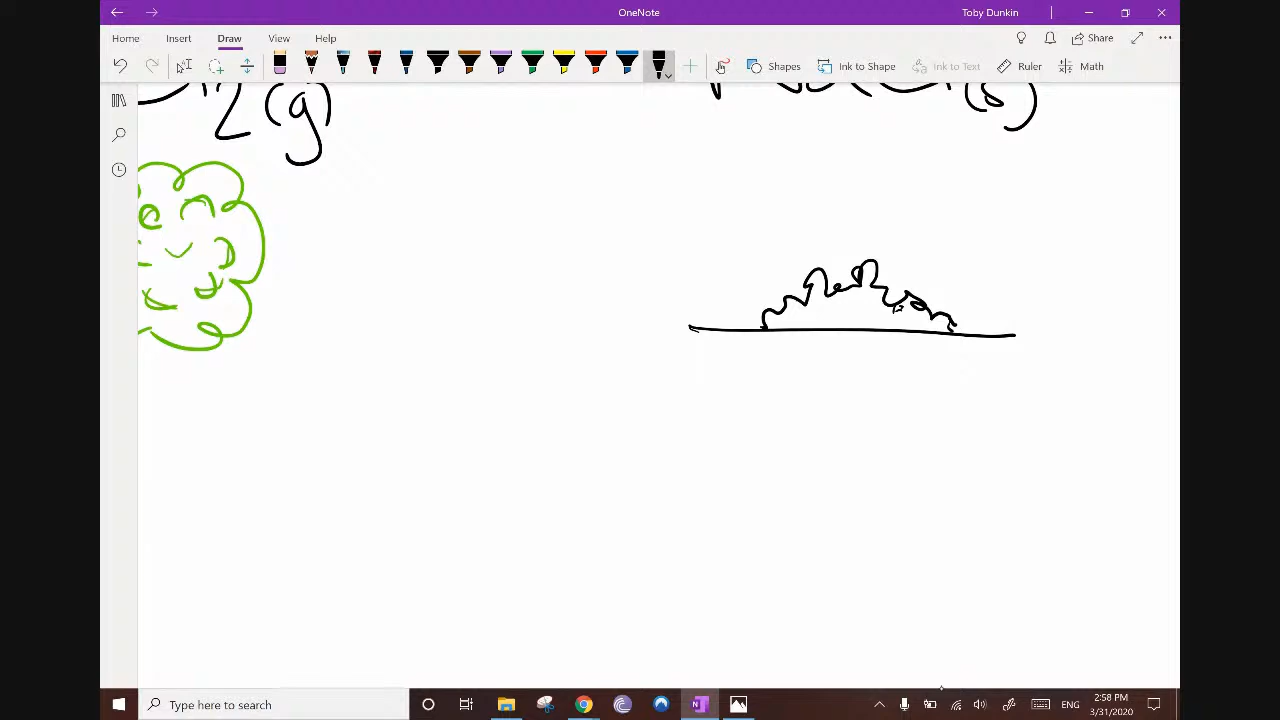 OneNote
Toby Dunkin
Home Insert Draw View Help
Share
Shapes Ink to Shape Ink to Text Ruler Math
2 (g)
(s)
Type here to search
ENG
2:58 PM
3/31/2020